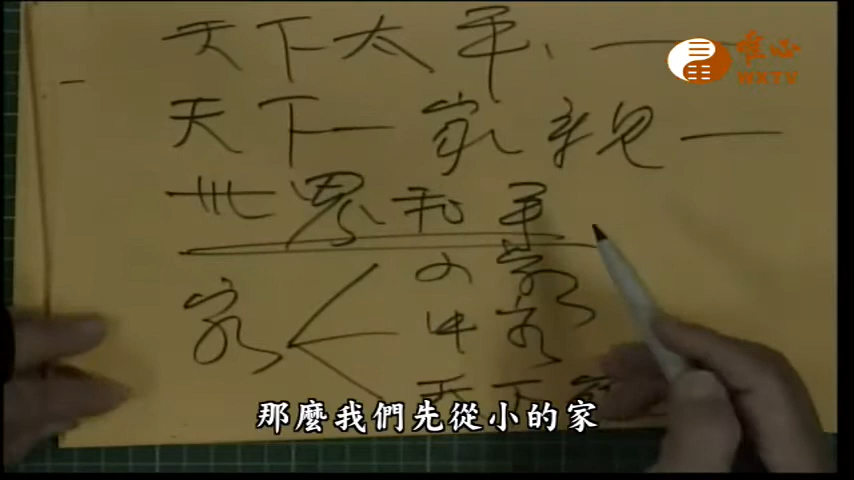 天下太平、
唯心
天下一家親
世界和平
小家
家 中家
天下家
那麼我們先從小的家